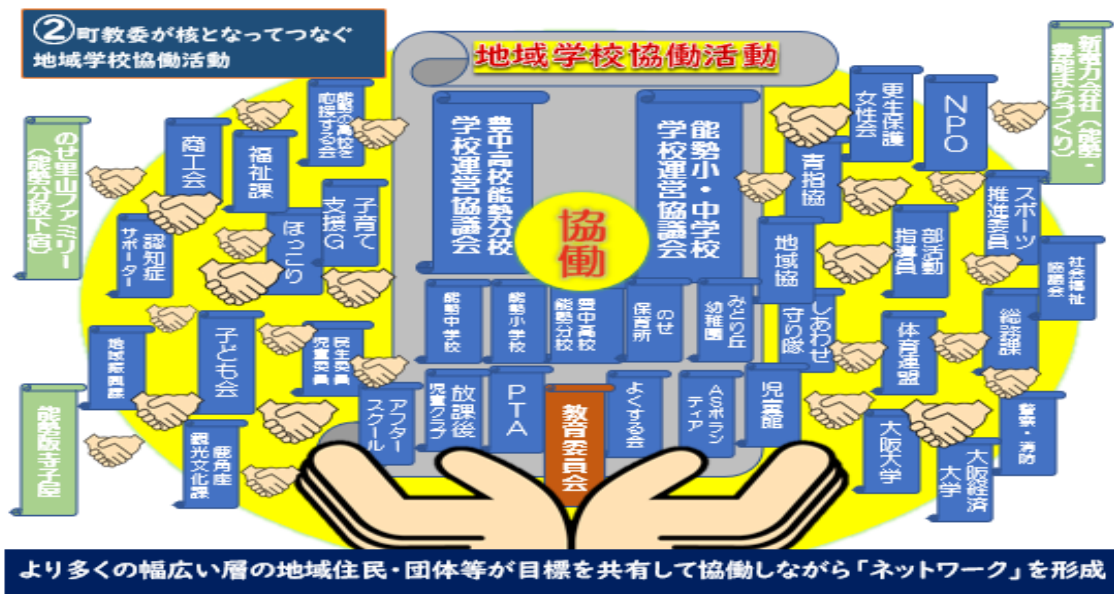 ②町教委が核となってつなぐ
地域学校協働活動
地域学校協働活動
豊中高校能勢分校
学校運営協議会
能勢小・中学校
学校運営協議会
協働
能勢中学校
能勢小学校
豊中高校
能勢分校
のせ
保育所
みどり丘
幼稚園
アフター
スクール
放課後
児童クラブ
PTA
教育委員会
よくする会
ASボラン
ティア
児童館
のせ里山ファミリー
(能勢分校下宿)
商工会
福祉課
能勢の高校を
応援する会
認知症
サポーター
ほっこり
子育て
支援G
地域振興課
子ども会
民生委員
児童委員
能勢版寺子屋
鹿角座
観光文化課
更生保護
女性会
NPO
新電力会社(能勢・
豊能まちづくり)
青指協
スポーツ
推進委員
地域協
部活動
指導員
社会福祉
協議会
しあわせ
守り隊
体育連盟
総務課
大阪大学
大阪経済
大学
警察・消防
より多くの幅広い層の地域住民・団体等が目標を共有して協働しながら「ネットワーク」を形成